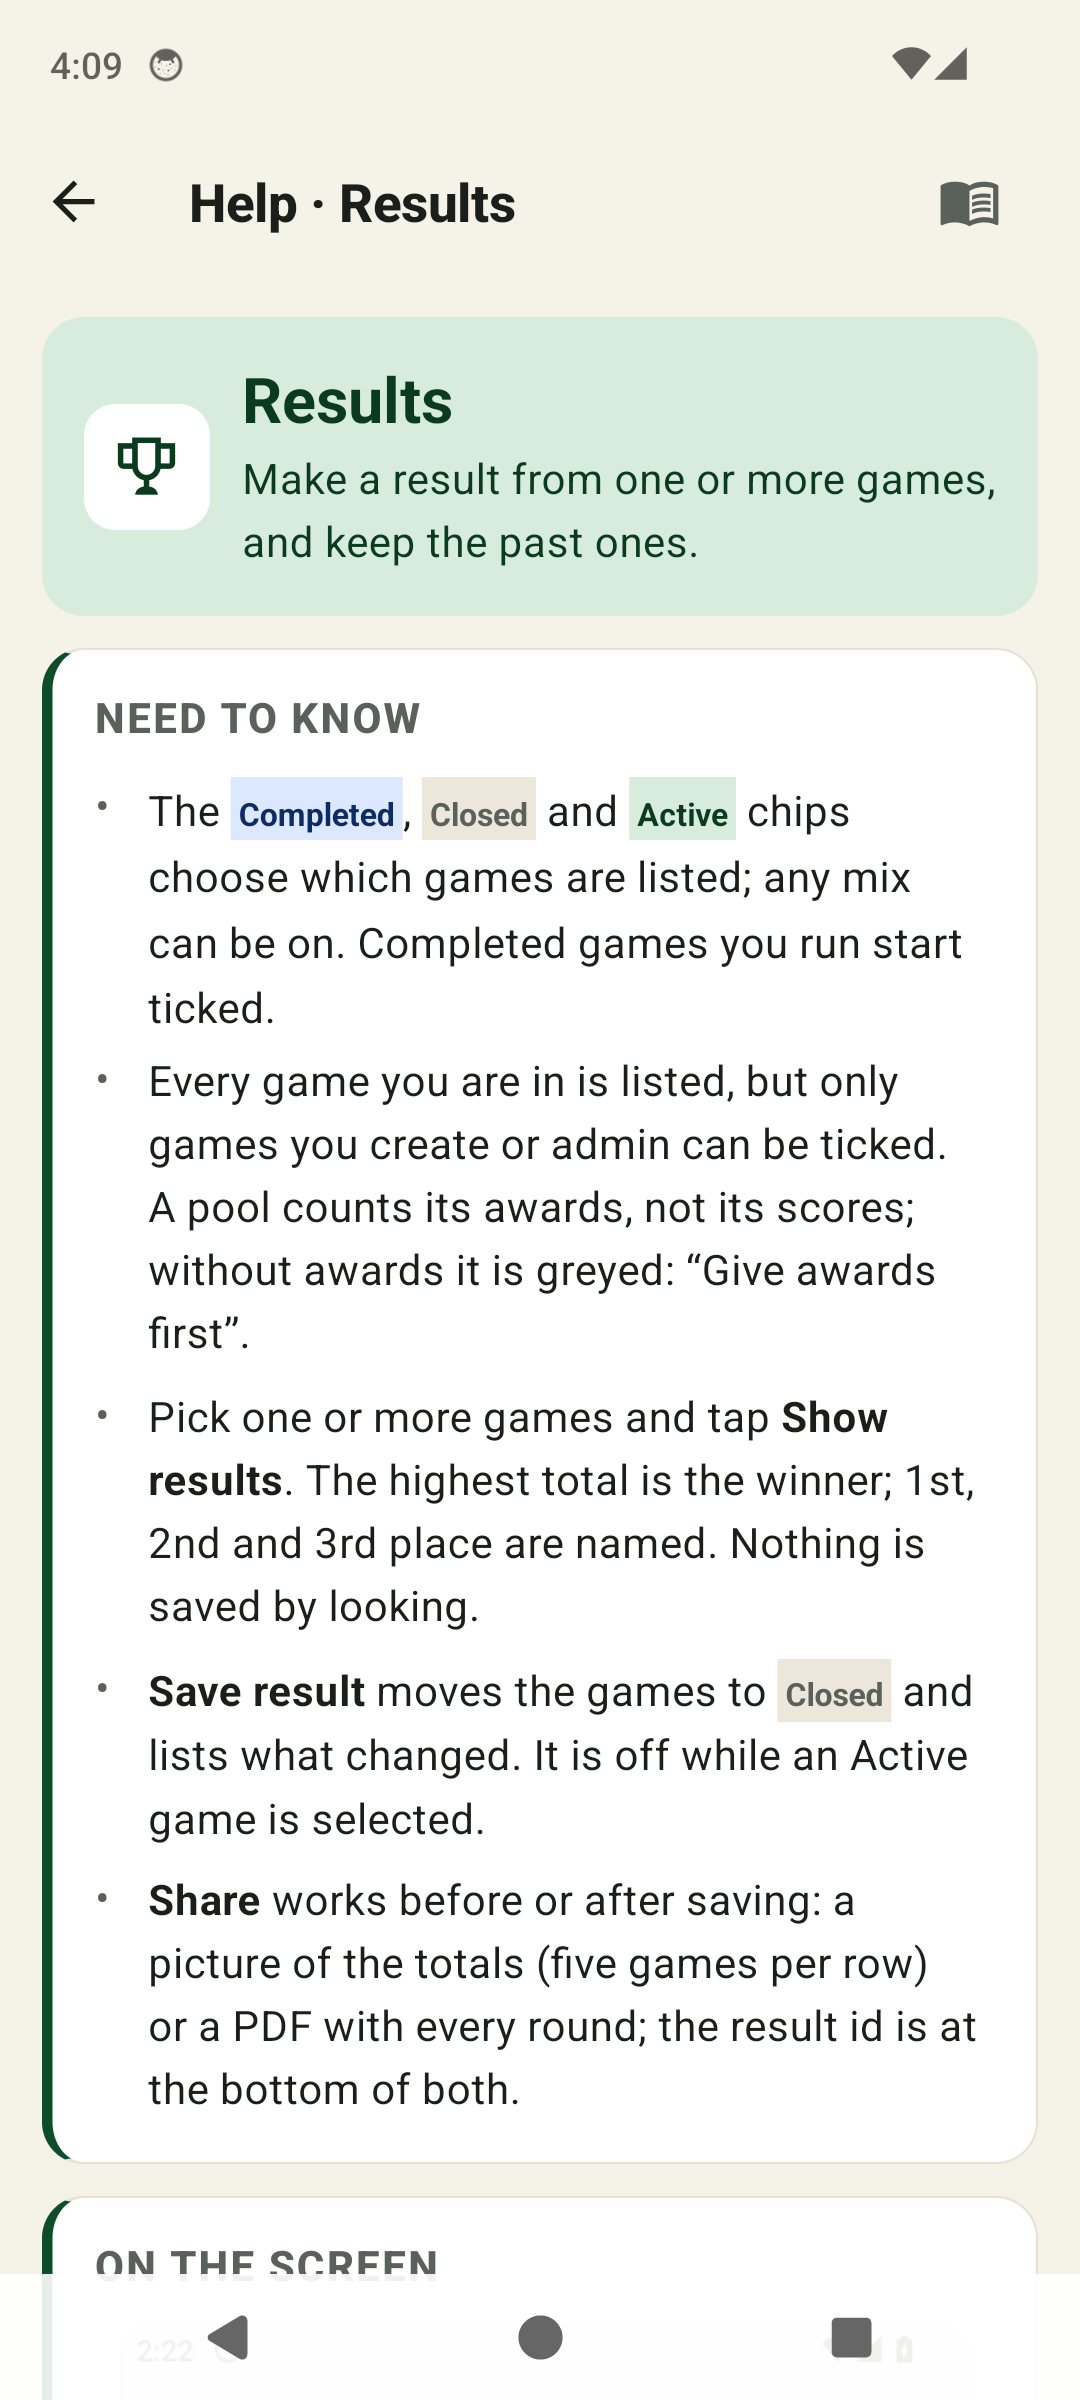 4:09
Help · Results
Results
Make a result from one or more games,
and keep the past ones.
NEED TO KNOW
• The Completed, Closed and Active chips
choose which games are listed; any mix
can be on. Completed games you run start
ticked.
• Every game you are in is listed, but only
games you create or admin can be ticked.
A pool counts its awards, not its scores;
without awards it is greyed: “Give awards
first”.
• Pick one or more games and tap Show
results. The highest total is the winner; 1st,
2nd and 3rd place are named. Nothing is
saved by looking.
• Save result moves the games to Closed and
lists what changed. It is off while an Active
game is selected.
• Share works before or after saving: a
picture of the totals (five games per row)
or a PDF with every round; the result id is at
the bottom of both.
ON THE SCREEN
2:22